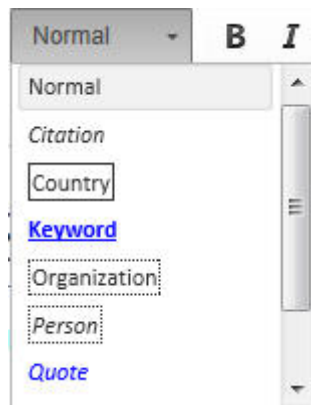 Normal B I
Normal
Citation
Country
Keyword
Organization
Person
Quote